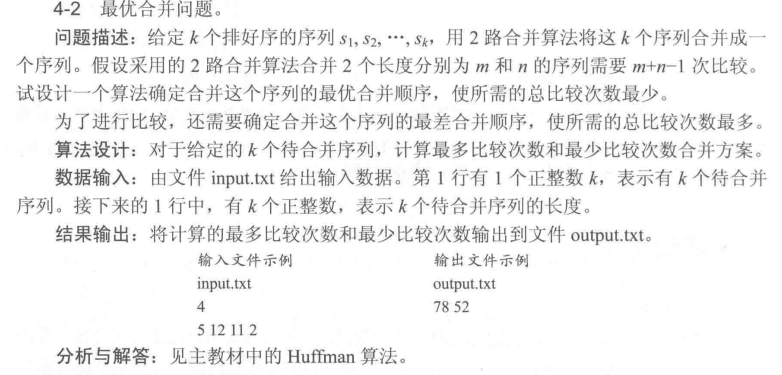 4-2 最优合并问题。
问题描述：给定 k 个排好序的序列 s₁, s₂, ⋯, sₖ，用 2 路合并算法将这 k 个序列合并成一
个序列。假设采用的 2 路合并算法合并 2 个长度分别为 m 和 n 的序列需要 m+n−1 次比较。
试设计一个算法确定合并这个序列的最优合并顺序，使所需的总比较次数最少。
为了进行比较，还需要确定合并这个序列的最差合并顺序，使所需的总比较次数最多。
算法设计：对于给定的 k 个待合并序列，计算最多比较次数和最少比较次数合并方案。
数据输入：由文件 input.txt 给出输入数据。第 1 行有 1 个正整数 k，表示有 k 个待合并
序列。接下来的 1 行中，有 k 个正整数，表示 k 个待合并序列的长度。
结果输出：将计算的最多比较次数和最少比较次数输出到文件 output.txt。
输入文件示例 输出文件示例
input.txt output.txt
4 78 52
5 12 11 2
分析与解答：见主教材中的 Huffman 算法。